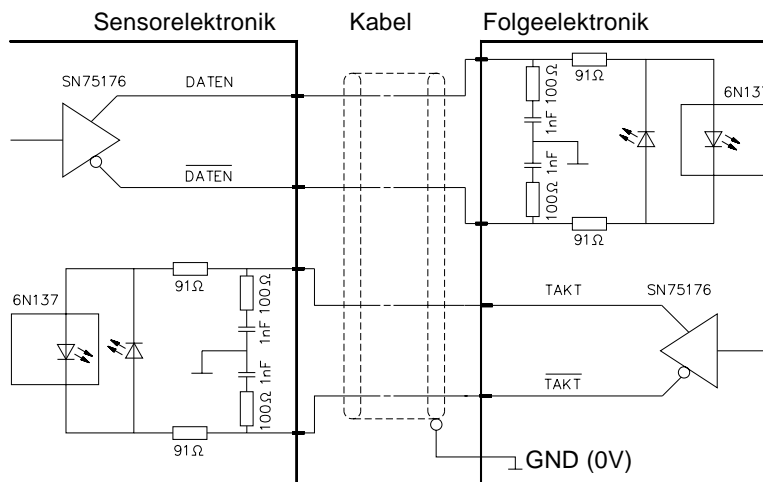 Sensorelektronik
Kabel
Folgeelektronik
SN75176
DATEN
DATEN
91Ω
100Ω
1nF
1nF
100Ω
91Ω
6N137
6N137
91Ω
100Ω
1nF
1nF
100Ω
91Ω
TAKT
SN75176
TAKT
GND (0V)